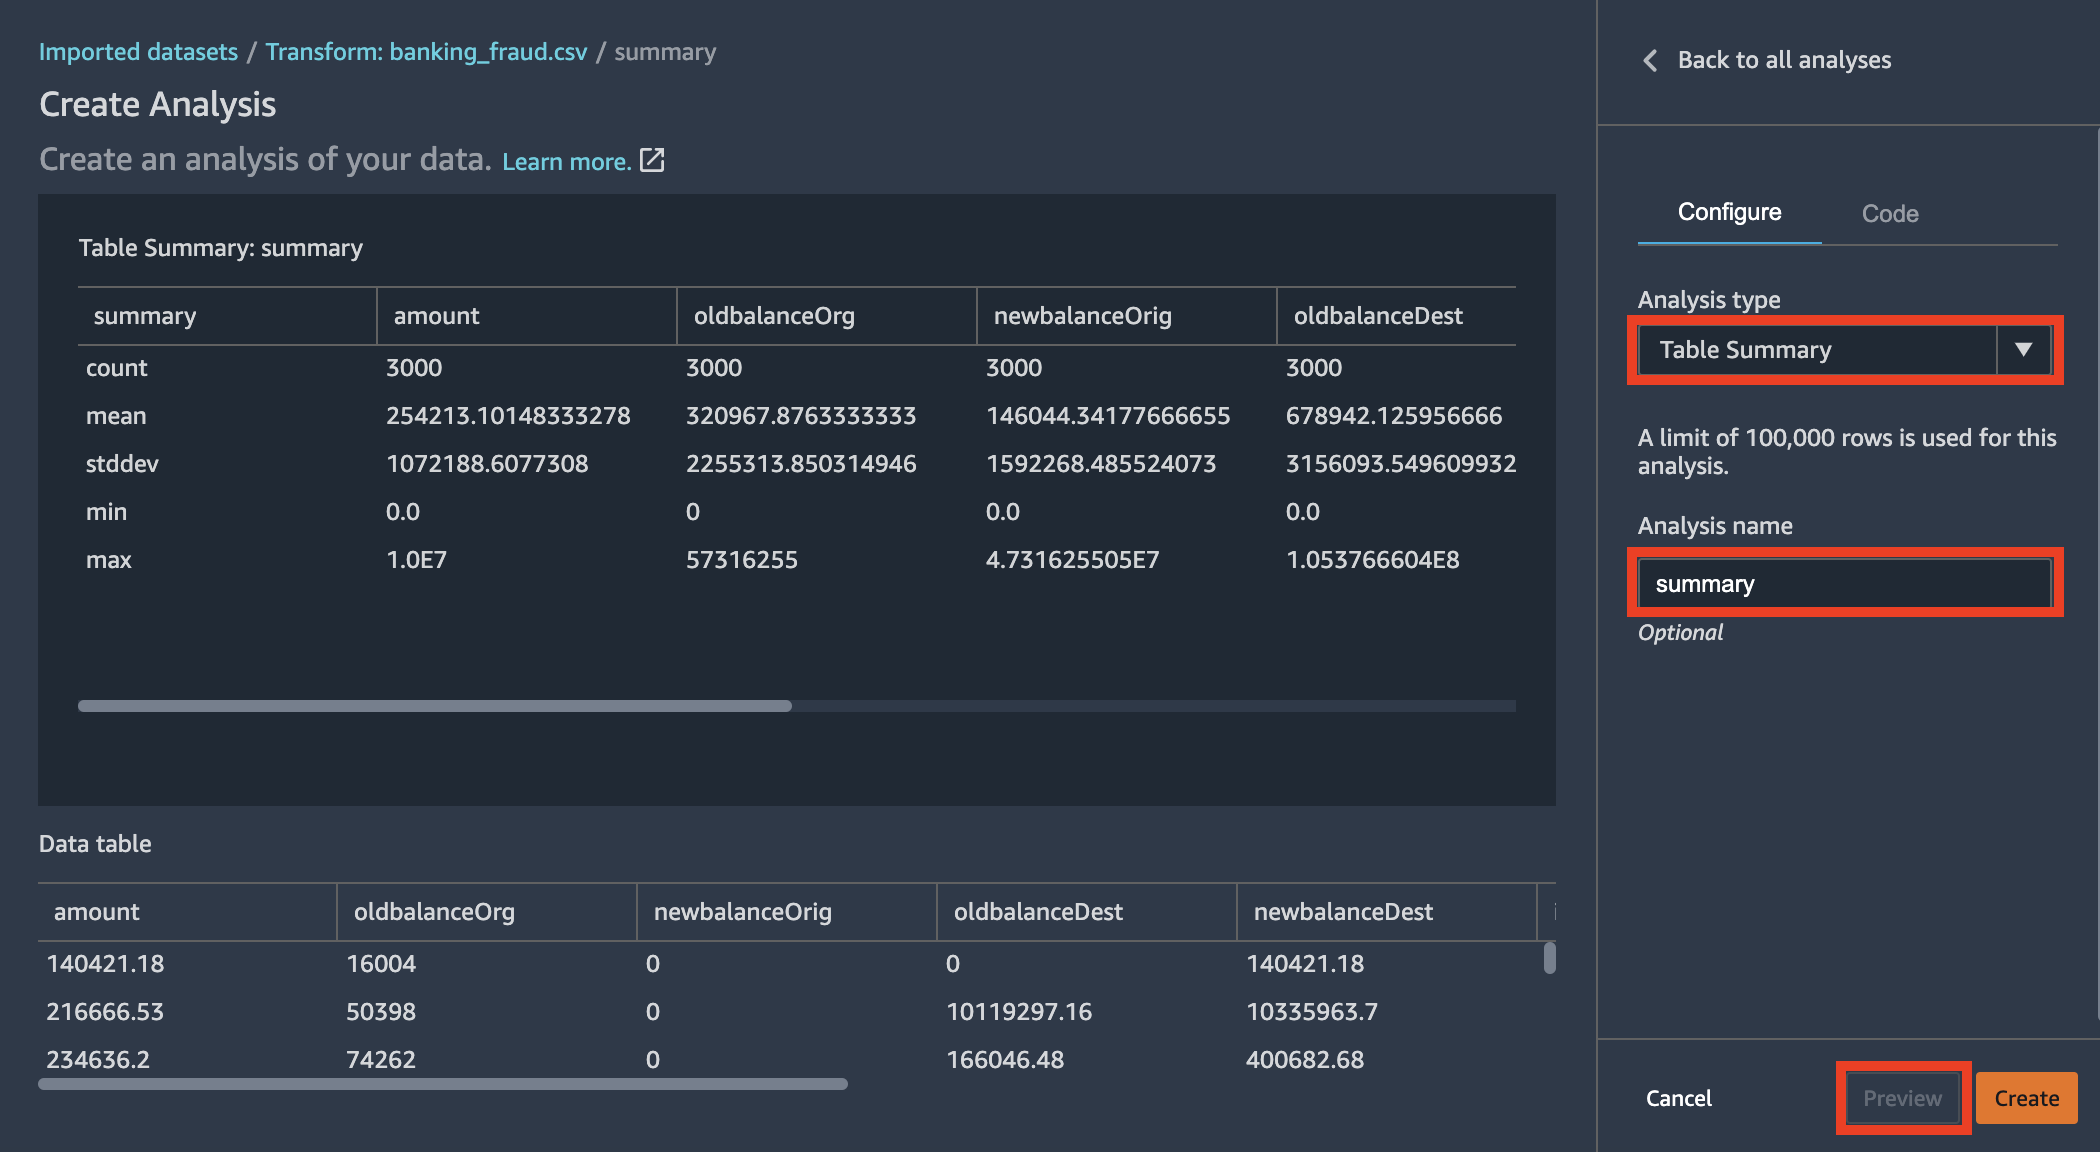 Imported datasets / Transform: banking_fraud.csv / summary
Create Analysis
Create an analysis of your data. Learn more.
Table Summary: summary
summary amount oldbalanceOrg newbalanceOrig oldbalanceDest
count 3000 3000 3000 3000
mean 254213.10148333278 320967.8763333333 146044.34177666655 678942.125956666
stddev 1072188.6077308 2255313.850314946 1592268.485524073 3156093.549609932
min 0.0 0 0.0 0.0
max 1.0E7 57316255 4.731625505E7 1.053766604E8
Data table
amount oldbalanceOrg newbalanceOrig oldbalanceDest newbalanceDest
140421.18 16004 0 0 140421.18
216666.53 50398 0 10119297.16 10335963.7
234636.2 74262 0 166046.48 400682.68
Back to all analyses
Configure Code
Analysis type
Table Summary
A limit of 100,000 rows is used for this
analysis.
Analysis name
summary
Optional
Cancel Preview Create